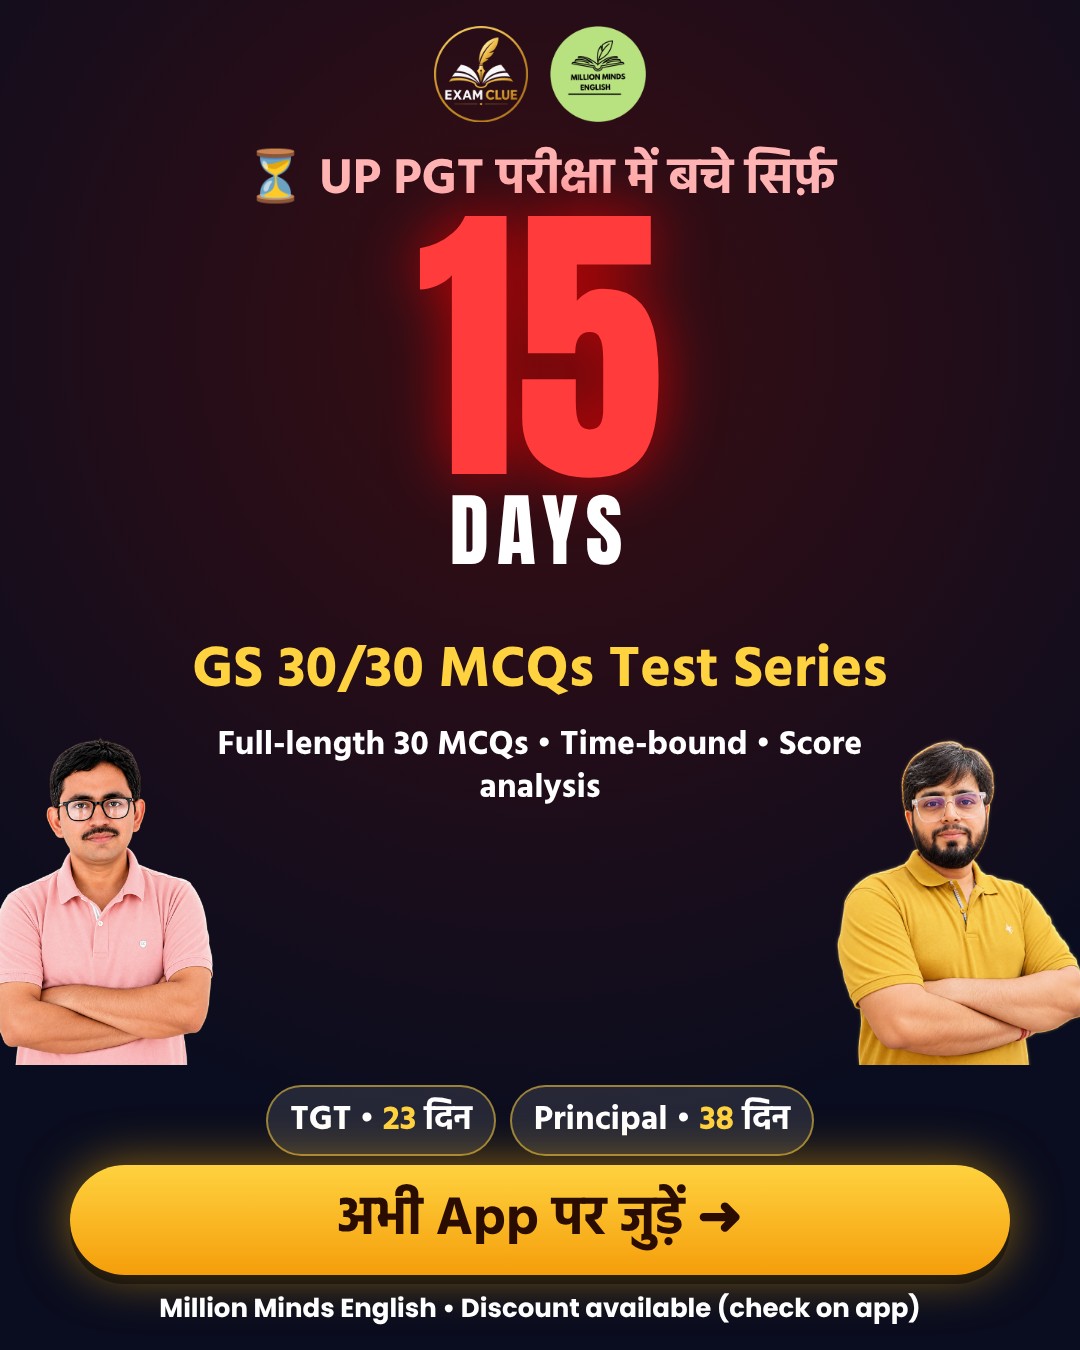 EXAM CLUE
MILLION MINDS
ENGLISH
⏳ UP PGT परीक्षा में बचे सिर्फ़
15
DAYS
GS 30/30 MCQs Test Series
Full-length 30 MCQs • Time-bound • Score
analysis
TGT • 23 दिन
Principal • 38 दिन
अभी App पर जुड़ें ➜
Million Minds English • Discount available (check on app)